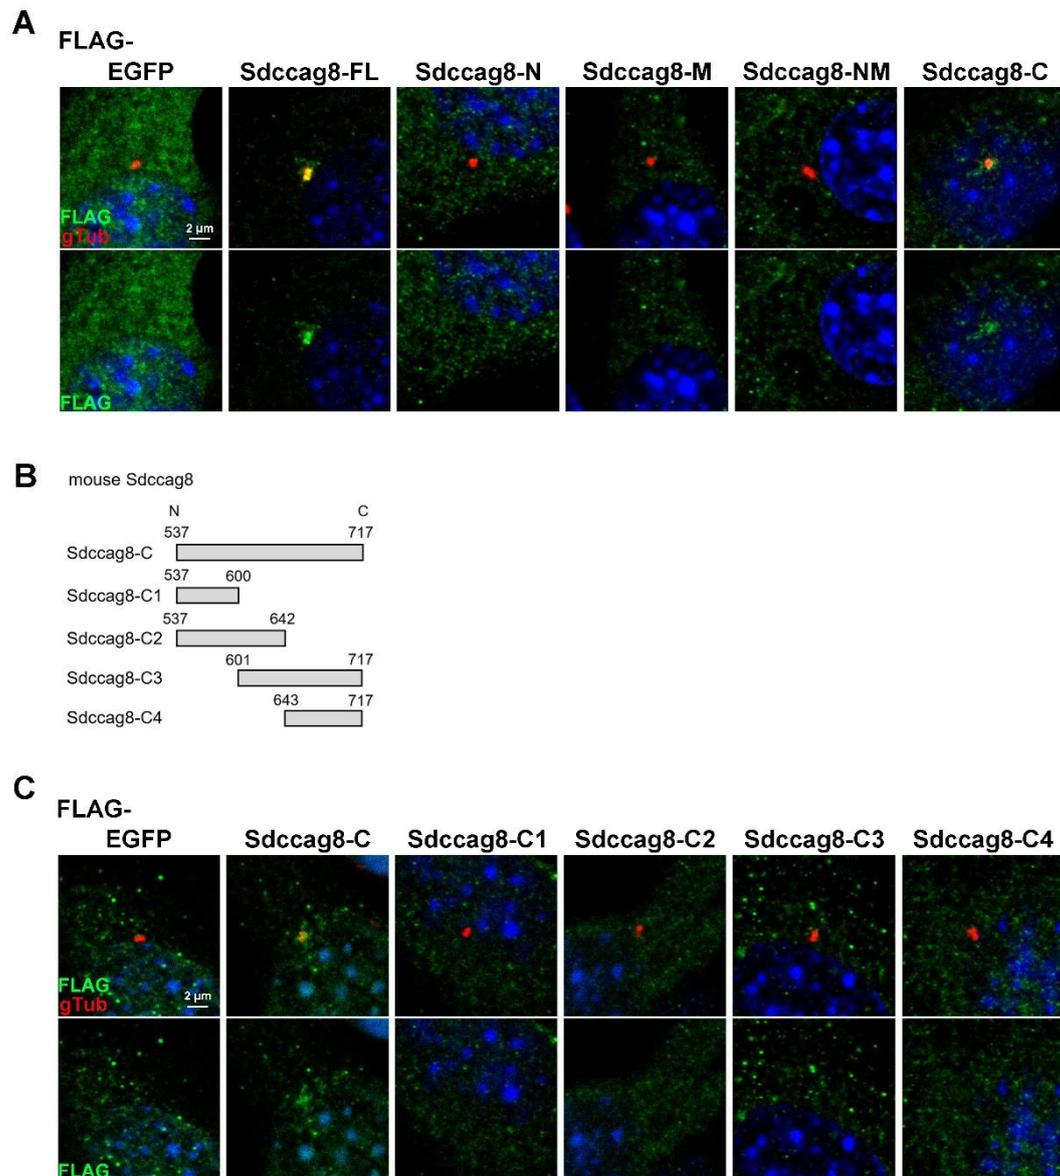 A
FLAG-
EGFP Sdccag8-FL Sdccag8-N Sdccag8-M Sdccag8-NM Sdccag8-C
FLAG
gTub
2 μm
FLAG
B
mouse Sdccag8
N C
537 717
Sdccag8-C
537 600
Sdccag8-C1
537 642
Sdccag8-C2
601 717
Sdccag8-C3
643 717
Sdccag8-C4
C
FLAG-
EGFP Sdccag8-C Sdccag8-C1 Sdccag8-C2 Sdccag8-C3 Sdccag8-C4
FLAG
gTub
2 μm
FLAG